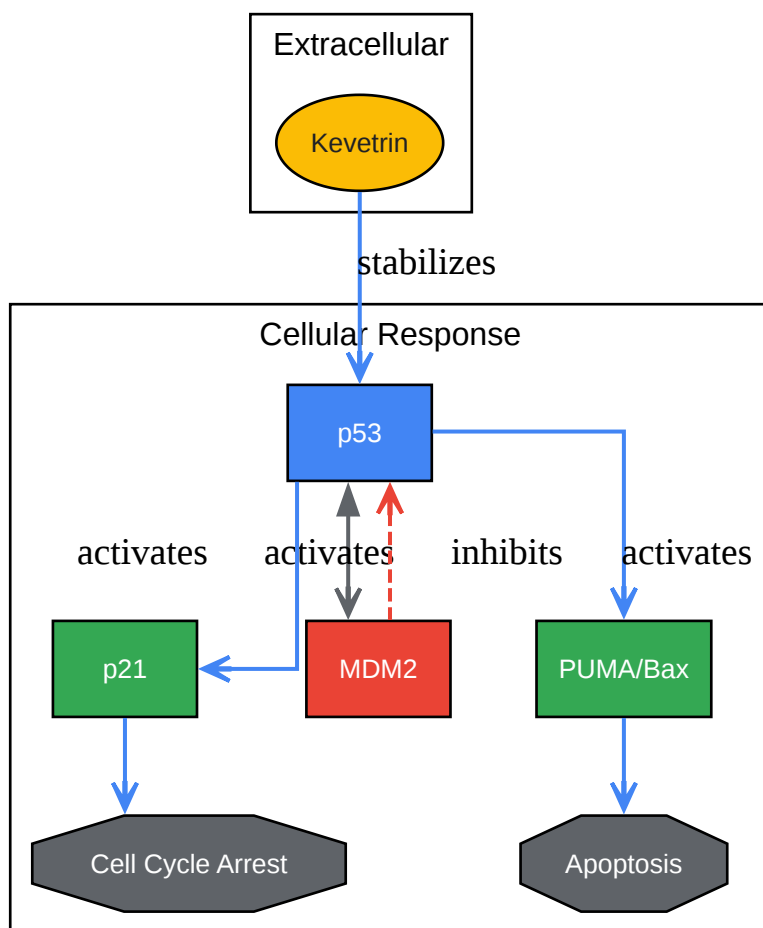 Extracellular
Kevetrin
stabilizes
Cellular Response
p53
activates
activates
inhibits
activates
p21
MDM2
PUMA/Bax
Cell Cycle Arrest
Apoptosis